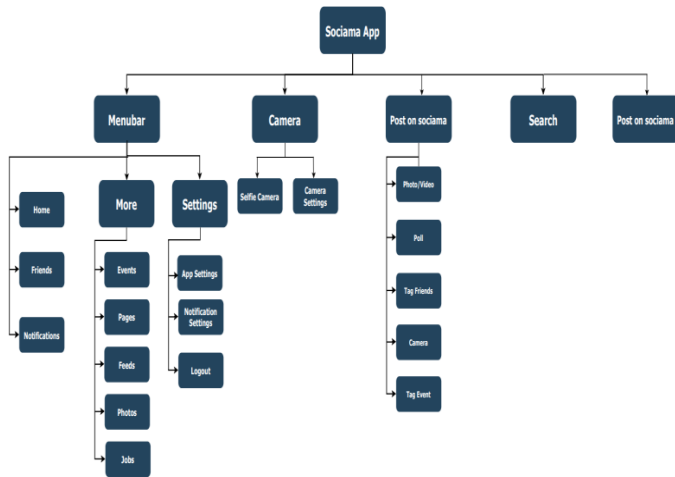 Sociama App
Menubar
Camera
Post on sociama
Search
Post on sociama
Home
Friends
Notifications
More
Events
Pages
Feeds
Photos
Jobs
Settings
App Settings
Notification
Settings
Logout
Selfie Camera
Camera
Settings
Photo/Video
Poll
Tag Friends
Camera
Tag Event